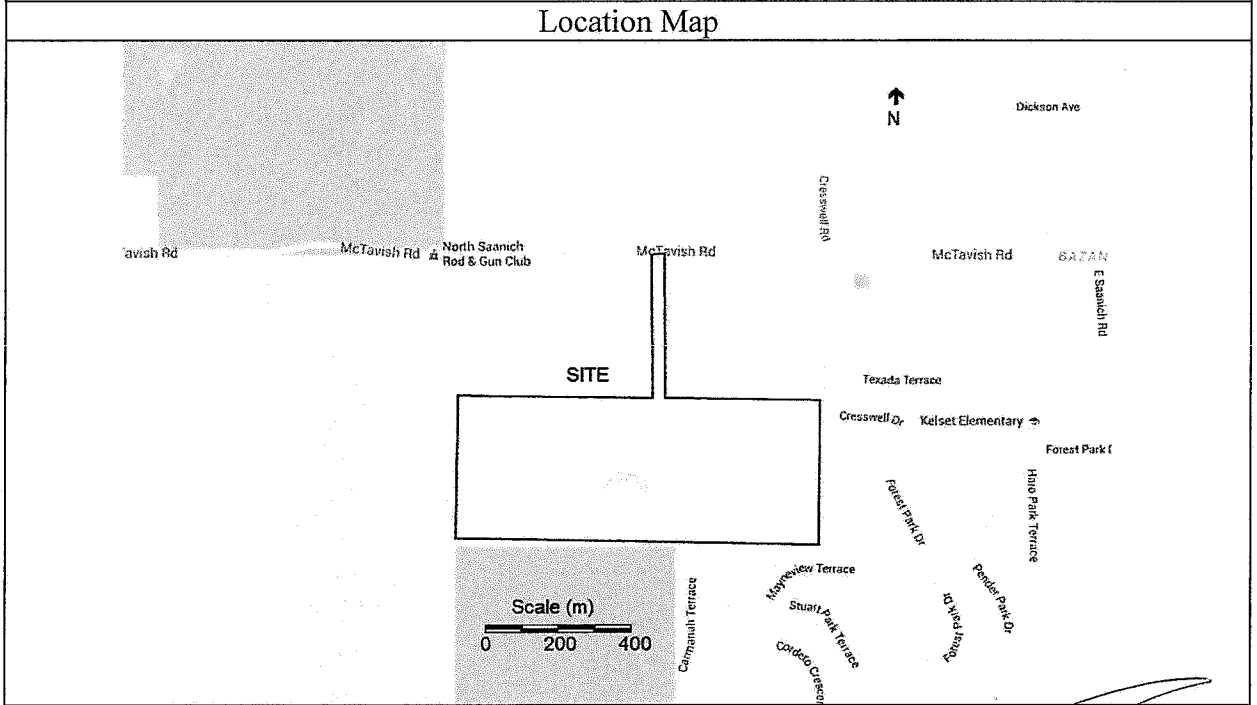 Location Map
N
Dickson Ave
Cresswell Rd
'avish Rd
McTavish Rd
North Saanich
Rod & Gun Club
McTavish Rd
McTavish Rd
BAZAN
E Saanich Rd
SITE
Texada Terrace
Cresswell Dr
Kelset Elementary
Forest Park D
Forest Park Dr
Haro Park Terrace
Mayneview Terrace
Pender Park Dr
Scale (m)
0 200 400
Carmanah Terrace
Stuart Park Terrace
Forest Park Dr
Cordero Crescen